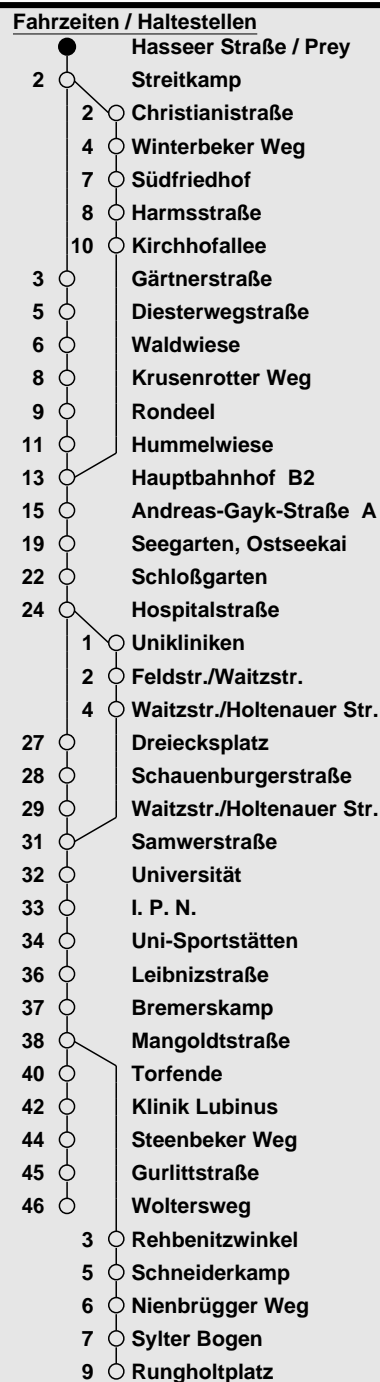 Fahrzeiten / Haltestellen
Hasseer Straße / Prey
2 Streitkamp
2 Christianistraße
4 Winterbeker Weg
7 Südfriedhof
8 Harmsstraße
10 Kirchhofallee
3 Gärtnerstraße
5 Diesterwegstraße
6 Waldwiese
8 Krusenrotter Weg
9 Rondeel
11 Hummelwiese
13 Hauptbahnhof B2
15 Andreas-Gayk-Straße A
19 Seegarten, Ostseekai
22 Schloßgarten
24 Hospitalstraße
1 Unikliniken
2 Feldstr./Waitzstr.
4 Waitzstr./Holtenauer Str.
27 Dreiecksplatz
28 Schauenburgerstraße
29 Waitzstr./Holtenauer Str.
31 Samwerstraße
32 Universität
33 I. P. N.
34 Uni-Sportstätten
36 Leibnizstraße
37 Bremerskamp
38 Mangoldtstraße
40 Torfende
42 Klinik Lubinus
44 Steenbeker Weg
45 Gurlittstraße
46 Woltersweg
3 Rehbenitzwinkel
5 Schneiderkamp
6 Nienbrügger Weg
7 Sylter Bogen
9 Rungholtplatz